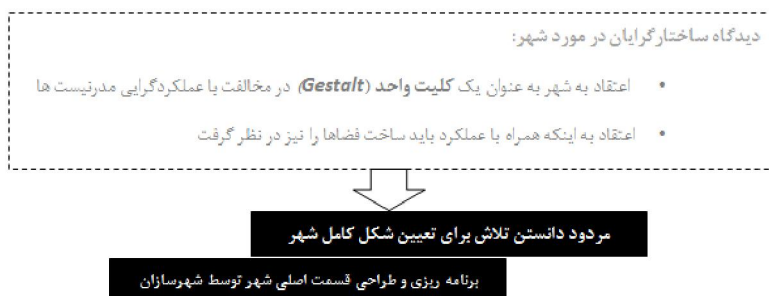 دیدگاه ساختارگرایان در مورد شهر:
• اعتقاد به شهر به عنوان یک کلیت واحد (Gestalt) در مخالفت با عملکردگرایی مدرنیست ها
• اعتقاد به اینکه همراه با عملکرد باید ساخت فضاها را نیز در نظر گرفت
مردود دانستن تلاش برای تعیین شکل کامل شهر
برنامه ریزی و طراحی قسمت اصلی شهر توسط شهرسازان